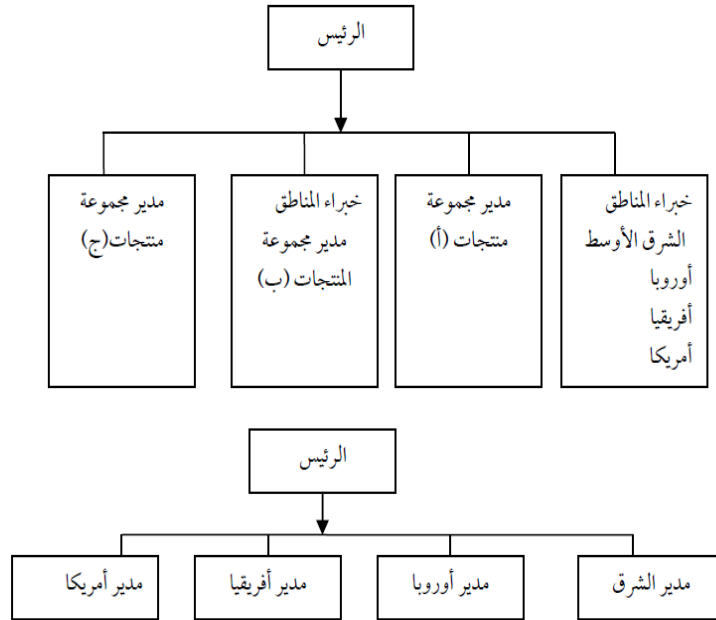 الرئيس
خبراء المناطق
الشرق الأوسط
أوروبا
أفريقيا
أمريكا
مدير مجموعة
منتجات (أ)
خبراء المناطق
مدير مجموعة
المنتجات (ب)
مدير مجموعة
منتجات(ج)
الرئيس
مدير الشرق
مدير أوروبا
مدير أفريقيا
مدير أمريكا